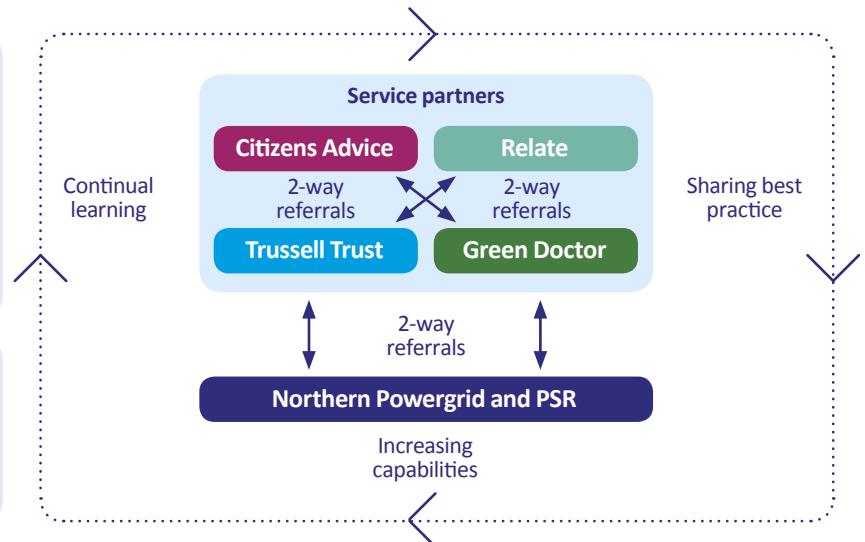 Service partners
Citizens Advice
Relate
Continual
learning
2-way
referrals
2-way
referrals
Sharing best
practice
Trussell Trust
Green Doctor
2-way
referrals
Northern Powergrid and PSR
Increasing
capabilities